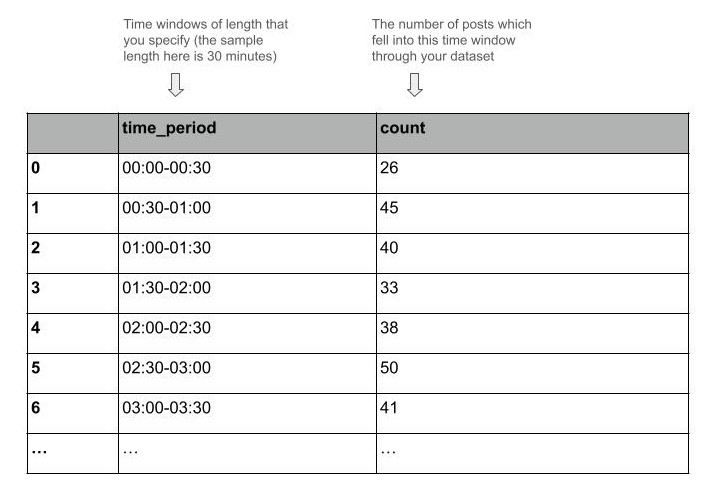 Time windows of length that
you specify (the sample
length here is 30 minutes)
The number of posts which
fell into this time window
through your dataset
time_period count
0 00:00-00:30 26
1 00:30-01:00 45
2 01:00-01:30 40
3 01:30-02:00 33
4 02:00-02:30 38
5 02:30-03:00 50
6 03:00-03:30 41
… … …